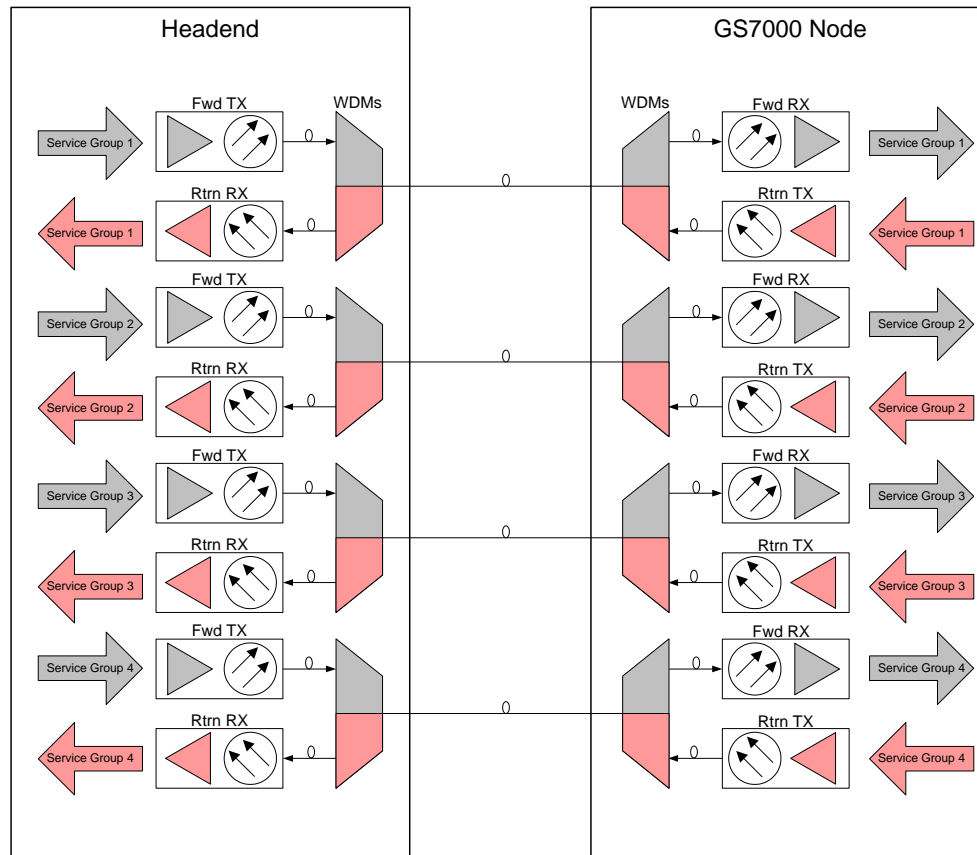 Headend
GS7000 Node
Fwd TX
WDMs
WDMs
Fwd RX
Service Group 1
Service Group 1
Rtrn RX
Rtrn TX
Service Group 1
Service Group 1
Fwd TX
Fwd RX
Service Group 2
Service Group 2
Rtrn RX
Rtrn TX
Service Group 2
Service Group 2
Fwd TX
Fwd RX
Service Group 3
Service Group 3
Rtrn RX
Rtrn TX
Service Group 3
Service Group 3
Fwd TX
Fwd RX
Service Group 4
Service Group 4
Rtrn RX
Rtrn TX
Service Group 4
Service Group 4